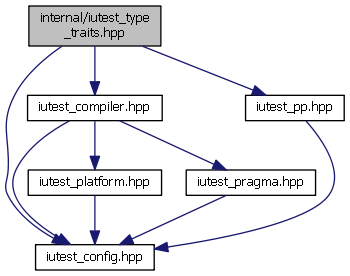 internal/iutest_type
_traits.hpp
iutest_compiler.hpp
iutest_pp.hpp
iutest_platform.hpp
iutest_pragma.hpp
iutest_config.hpp